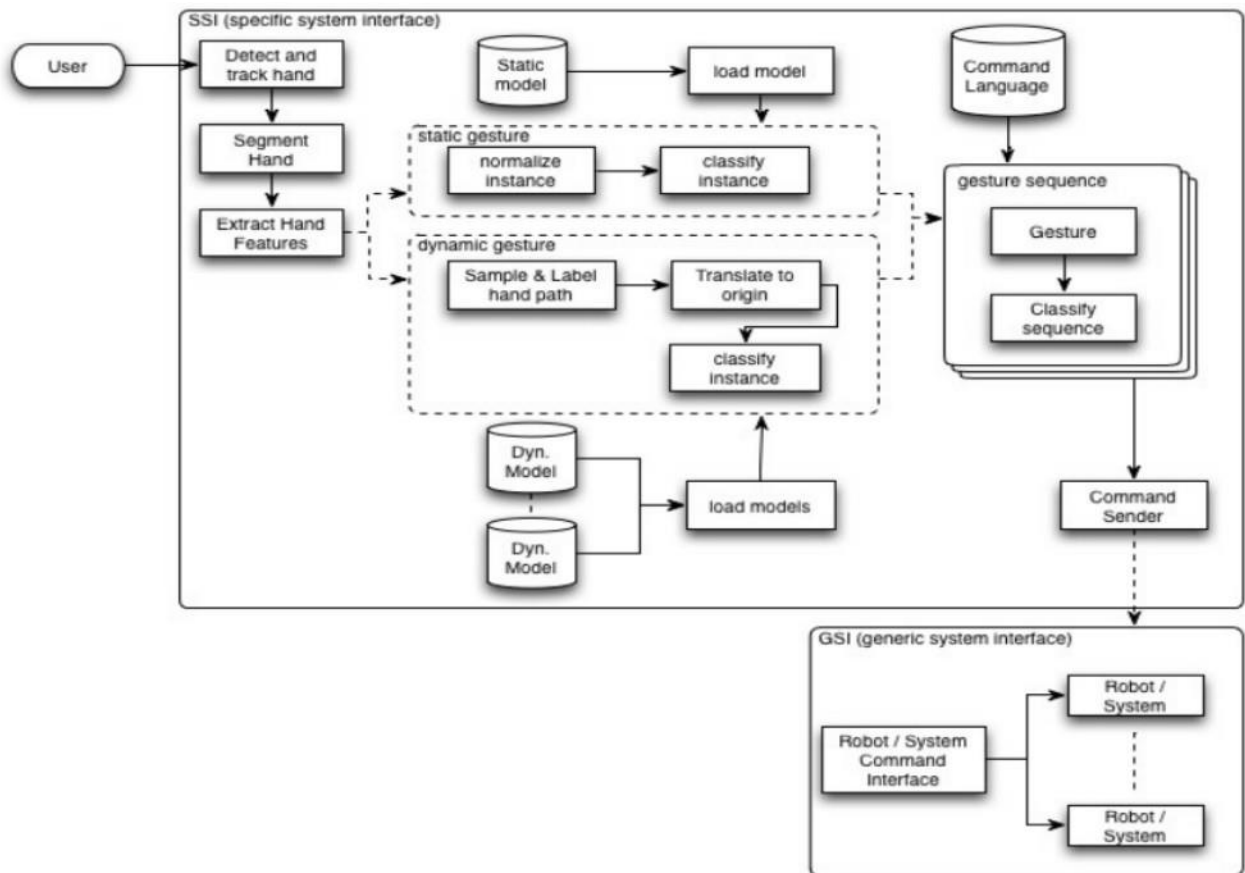 SSI (specific system interface)
User
Detect and
track hand
Segment
Hand
Extract Hand
Features
Static
model
load model
static gesture
normalize
instance
classify
instance
dynamic gesture
Sample & Label
hand path
Translate to
origin
classify
instance
Dyn.
Model
Dyn.
Model
load models
Command
Language
gesture sequence
Gesture
Classify
sequence
Command
Sender
GSI (generic system interface)
Robot / System
Command
Interface
Robot /
System
Robot /
System